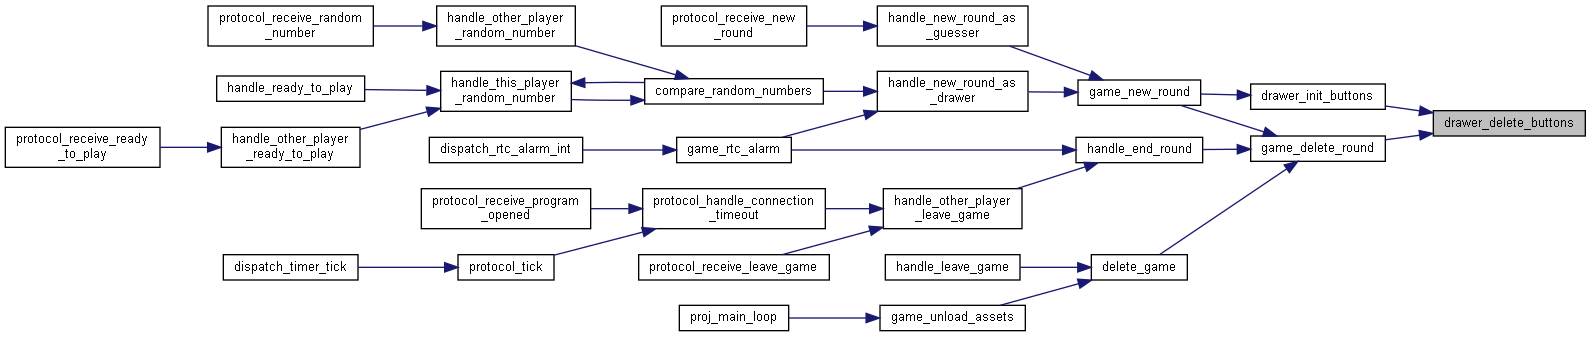 protocol_receive_random
_number
handle_other_player
_random_number
protocol_receive_new
_round
handle_new_round_as
_guesser
handle_ready_to_play
handle_this_player
_random_number
compare_random_numbers
handle_new_round_as
_drawer
game_new_round
drawer_init_buttons
drawer_delete_buttons
protocol_receive_ready
_to_play
handle_other_player
_ready_to_play
dispatch_rtc_alarm_int
game_rtc_alarm
handle_end_round
game_delete_round
protocol_receive_program
_opened
protocol_handle_connection
_timeout
handle_other_player
_leave_game
dispatch_timer_tick
protocol_tick
protocol_receive_leave_game
handle_leave_game
delete_game
proj_main_loop
game_unload_assets